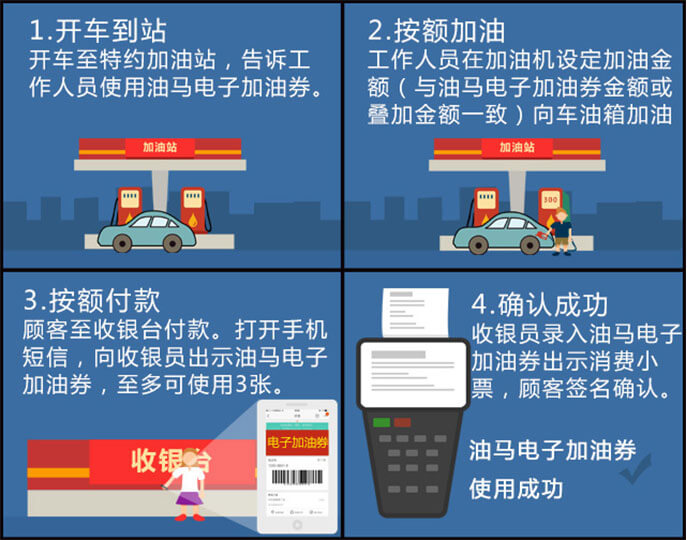 1.开车到站
开车至特约加油站，告诉工
作人员使用油马电子加油券。
加油站
2.按额加油
工作人员在加油机设定加油金
额（与油马电子加油券金额或
叠加金额一致）向车油箱加油
加油站
300
3.按额付款
顾客至收银台付款。打开手机
短信，向收银员出示油马电子
加油券，至多可使用3张。
收银台
电子加油券
4.确认成功
收银员录入油马电子
加油券出示消费小
票，顾客签名确认。
油马电子加油券
使用成功